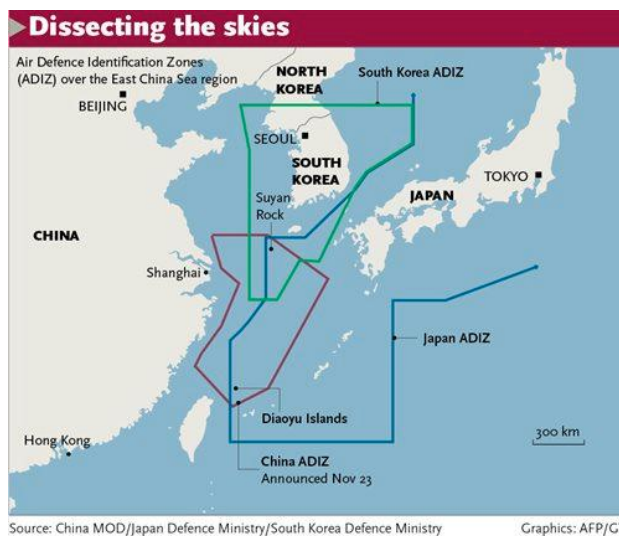 Dissecting the skies
Air Defence Identification Zones
(ADIZ) over the East China Sea region
BEIJING
NORTH
KOREA
South Korea ADIZ
SEOUL
SOUTH
KOREA
TOKYO
JAPAN
Suyan
Rock
CHINA
Shanghai
Japan ADIZ
Diaoyu Islands
Hong Kong
300 km
China ADIZ
Announced Nov 23
Source: China MOD/Japan Defence Ministry/South Korea Defence Ministry
Graphics: AFP/G